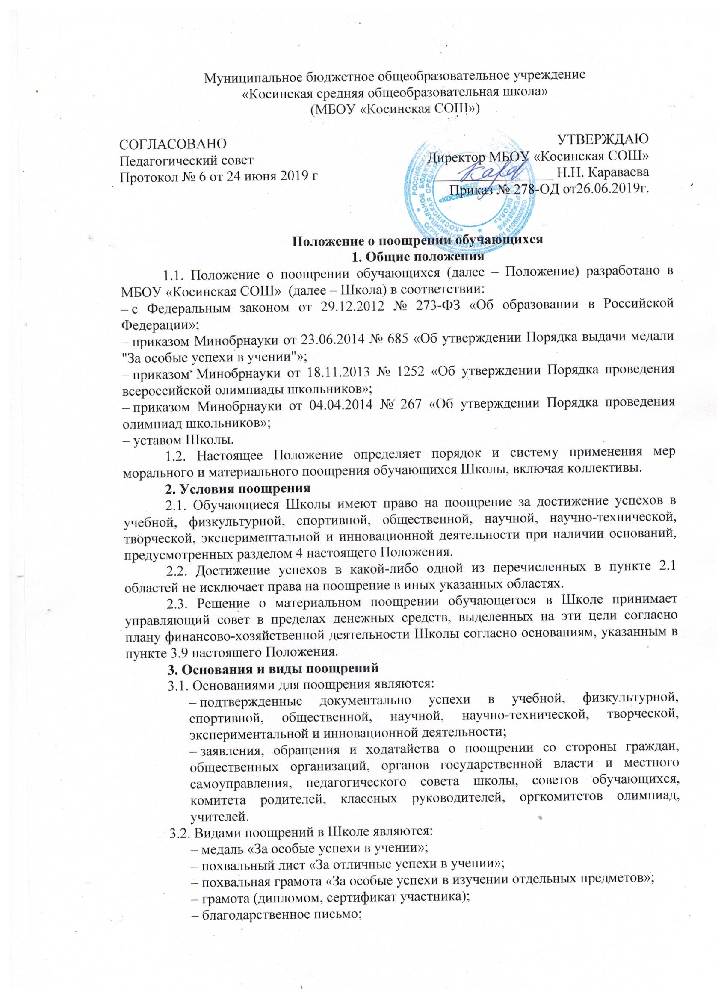 Муниципальное бюджетное общеобразовательное учреждение
«Косинская средняя общеобразовательная школа»
(МБОУ «Косинская СОШ»)
СОГЛАСОВАНО
Педагогический совет
Протокол № 6 от 24 июня 2019 г
УТВЕРЖДАЮ
Директор МБОУ «Косинская СОШ»
Н.Н. Караваева
Приказ № 278-ОД от26.06.2019г.
Положение о поощрении обучающихся
1. Общие положения
1.1. Положение о поощрении обучающихся (далее – Положение) разработано в
МБОУ «Косинская СОШ» (далее – Школа) в соответствии:
– с Федеральным законом от 29.12.2012 № 273-ФЗ «Об образовании в Российской
Федерации»;
– приказом Минобрнауки от 23.06.2014 № 685 «Об утверждении Порядка выдачи медали
"За особые успехи в учении"»;
– приказом Минобрнауки от 18.11.2013 № 1252 «Об утверждении Порядка проведения
всероссийской олимпиады школьников»;
– приказом Минобрнауки от 04.04.2014 № 267 «Об утверждении Порядка проведения
олимпиад школьников»;
– уставом Школы.
1.2. Настоящее Положение определяет порядок и систему применения мер
морального и материального поощрения обучающихся Школы, включая коллективы.
2. Условия поощрения
2.1. Обучающиеся Школы имеют право на поощрение за достижение успехов в
учебной, физкультурной, спортивной, общественной, научной, научно-технической,
творческой, экспериментальной и инновационной деятельности при наличии оснований,
предусмотренных разделом 4 настоящего Положения.
2.2. Достижение успехов в какой-либо одной из перечисленных в пункте 2.1
областей не исключает права на поощрение в иных указанных областях.
2.3. Решение о материальном поощрении обучающегося в Школе принимает
управляющий совет в пределах денежных средств, выделенных на эти цели согласно
плану финансово-хозяйственной деятельности Школы согласно основаниям, указанным в
пункте 3.9 настоящего Положения.
3. Основания и виды поощрений
3.1. Основаниями для поощрения являются:
– подтвержденные документально успехи в учебной, физкультурной,
спортивной, общественной, научной, научно-технической, творческой,
экспериментальной и инновационной деятельности;
– заявления, обращения и ходатайства о поощрении со стороны граждан,
общественных организаций, органов государственной власти и местного
самоуправления, педагогического совета школы, советов обучающихся,
комитета родителей, классных руководителей, оргкомитетов олимпиад,
учителей.
3.2. Видами поощрений в Школе являются:
– медаль «За особые успехи в учении»;
– похвальный лист «За отличные успехи в учении»;
– похвальная грамота «За особые успехи в изучении отдельных предметов»;
– грамота (дипломом, сертификат участника);
– благодарственное письмо;